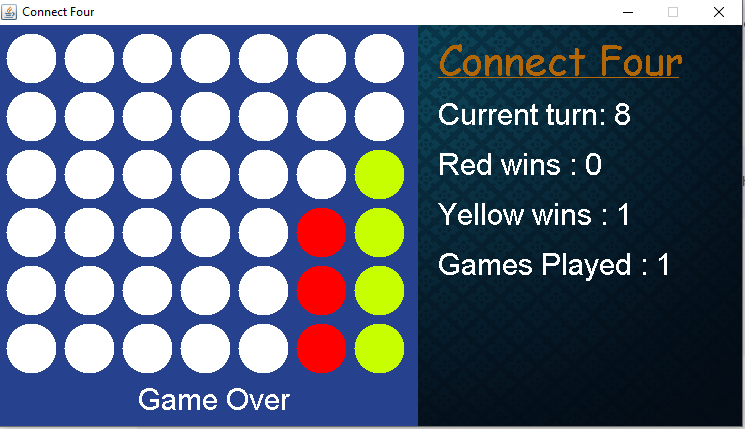 Connect Four
Connect Four
Current turn: 8
Red wins : 0
Yellow wins : 1
Games Played : 1
Game Over